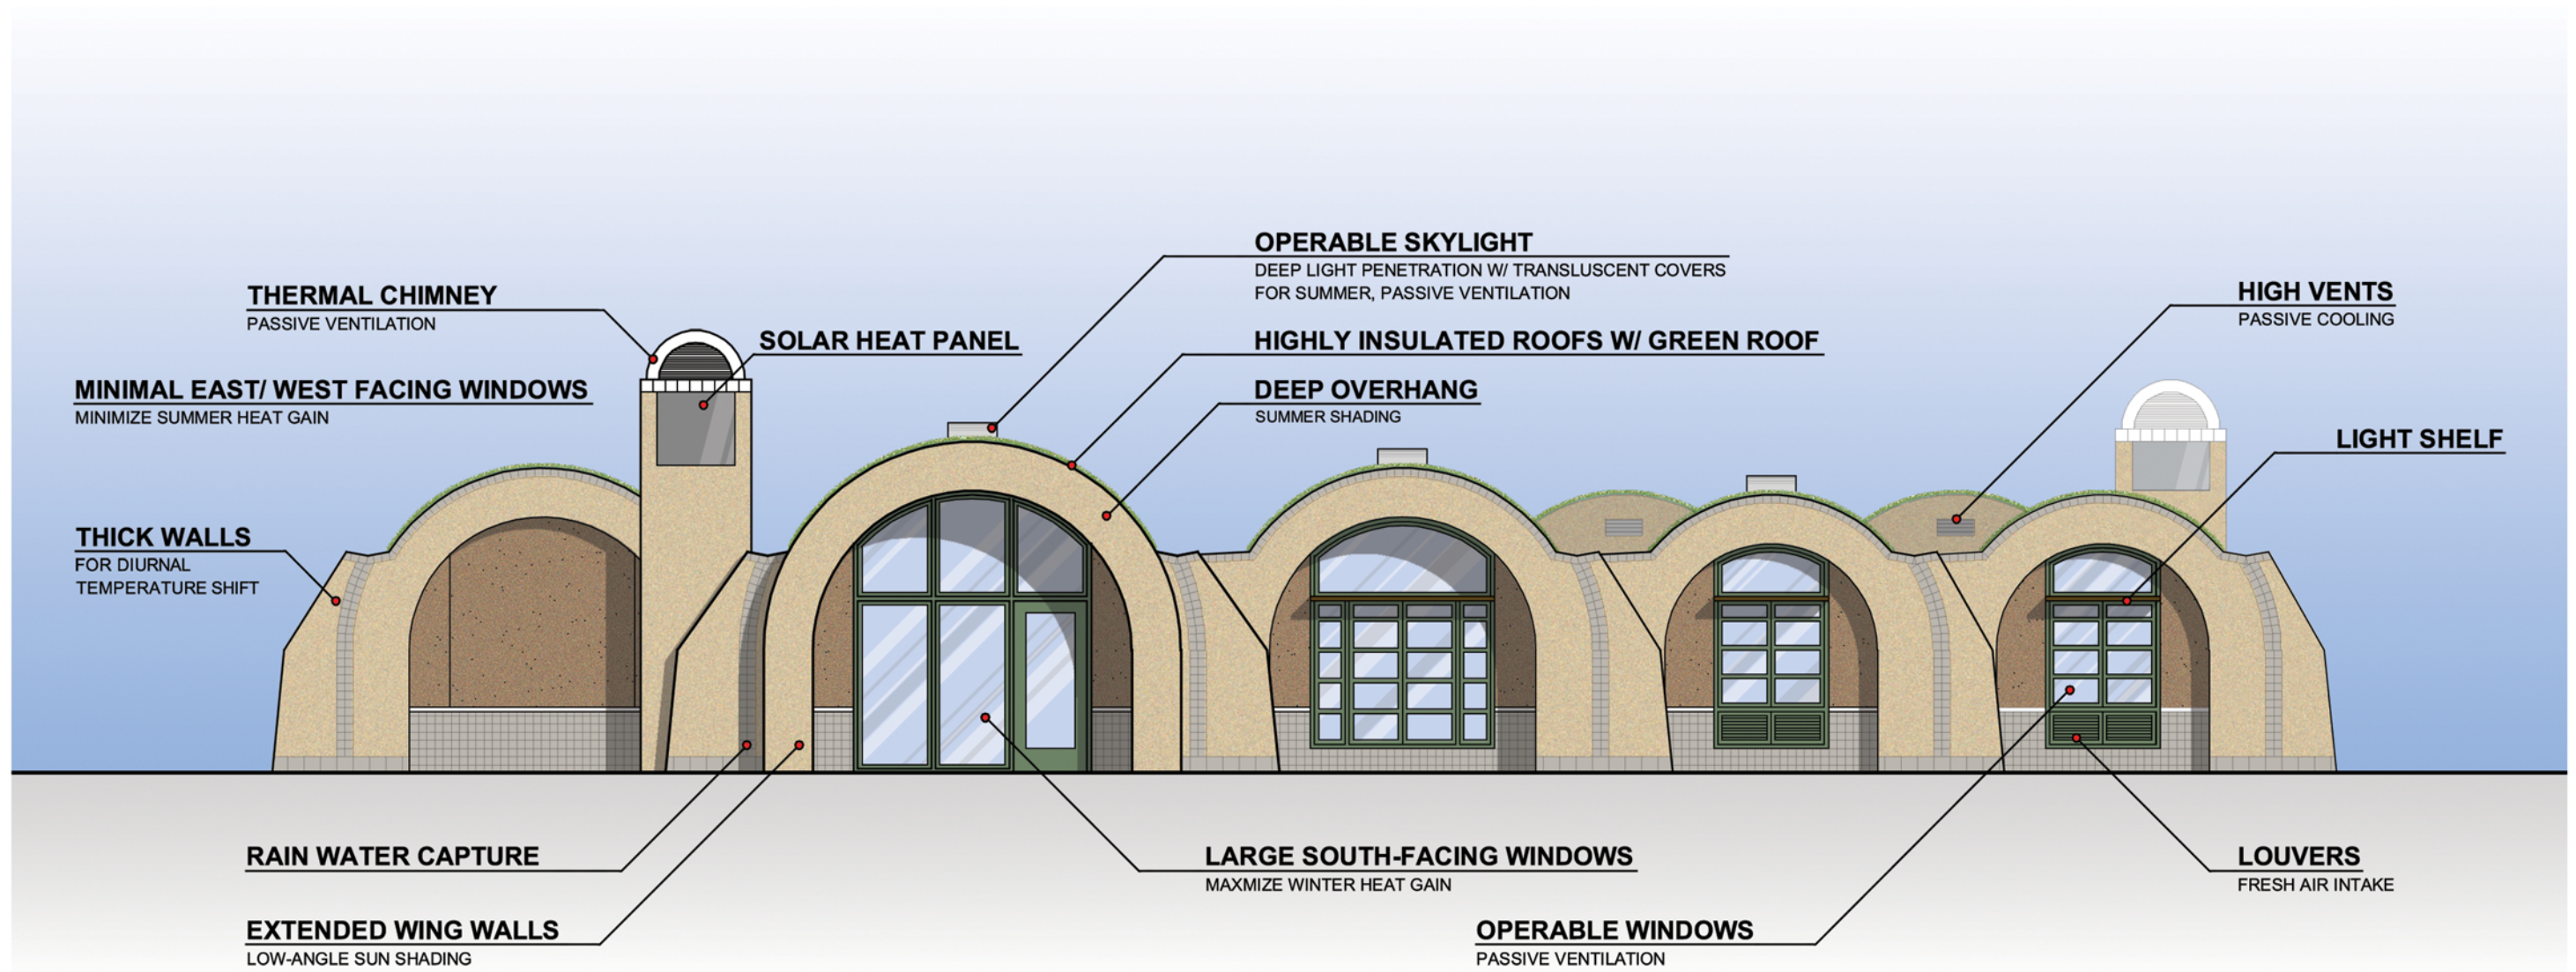 OPERABLE SKYLIGHT
DEEP LIGHT PENETRATION W/ TRANSLUSCENT COVERS
FOR SUMMER, PASSIVE VENTILATION
THERMAL CHIMNEY
PASSIVE VENTILATION
HIGH VENTS
PASSIVE COOLING
SOLAR HEAT PANEL
HIGHLY INSULATED ROOFS W/ GREEN ROOF
MINIMAL EAST/ WEST FACING WINDOWS
MINIMIZE SUMMER HEAT GAIN
DEEP OVERHANG
SUMMER SHADING
LIGHT SHELF
THICK WALLS
FOR DIURNAL
TEMPERATURE SHIFT
RAIN WATER CAPTURE
LARGE SOUTH-FACING WINDOWS
MAXMIZE WINTER HEAT GAIN
LOUVERS
FRESH AIR INTAKE
EXTENDED WING WALLS
LOW-ANGLE SUN SHADING
OPERABLE WINDOWS
PASSIVE VENTILATION